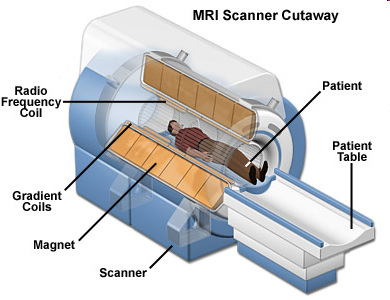 MRI Scanner Cutaway
Radio
Frequency
Coil
Patient
Patient
Table
Gradient
Coils
Magnet
Scanner